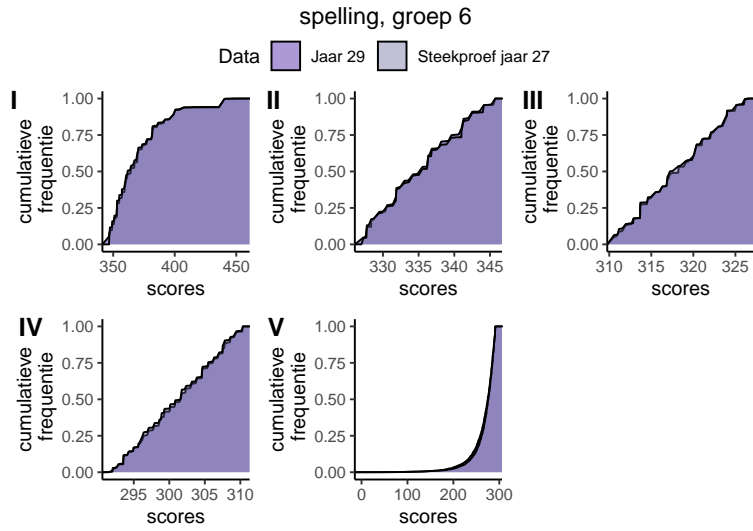 spelling, groep 6
Data Jaar 29 Steekproef jaar 27
I
cumulatieve
frequentie
1.00
0.75
0.50
0.25
0.00
350 400 450
scores
II
cumulatieve
frequentie
1.00
0.75
0.50
0.25
0.00
330 335 340 345
scores
III
cumulatieve
frequentie
1.00
0.75
0.50
0.25
0.00
310 315 320 325
scores
IV
cumulatieve
frequentie
1.00
0.75
0.50
0.25
0.00
295 300 305 310
scores
V
cumulatieve
frequentie
1.00
0.75
0.50
0.25
0.00
0 100 200 300
scores